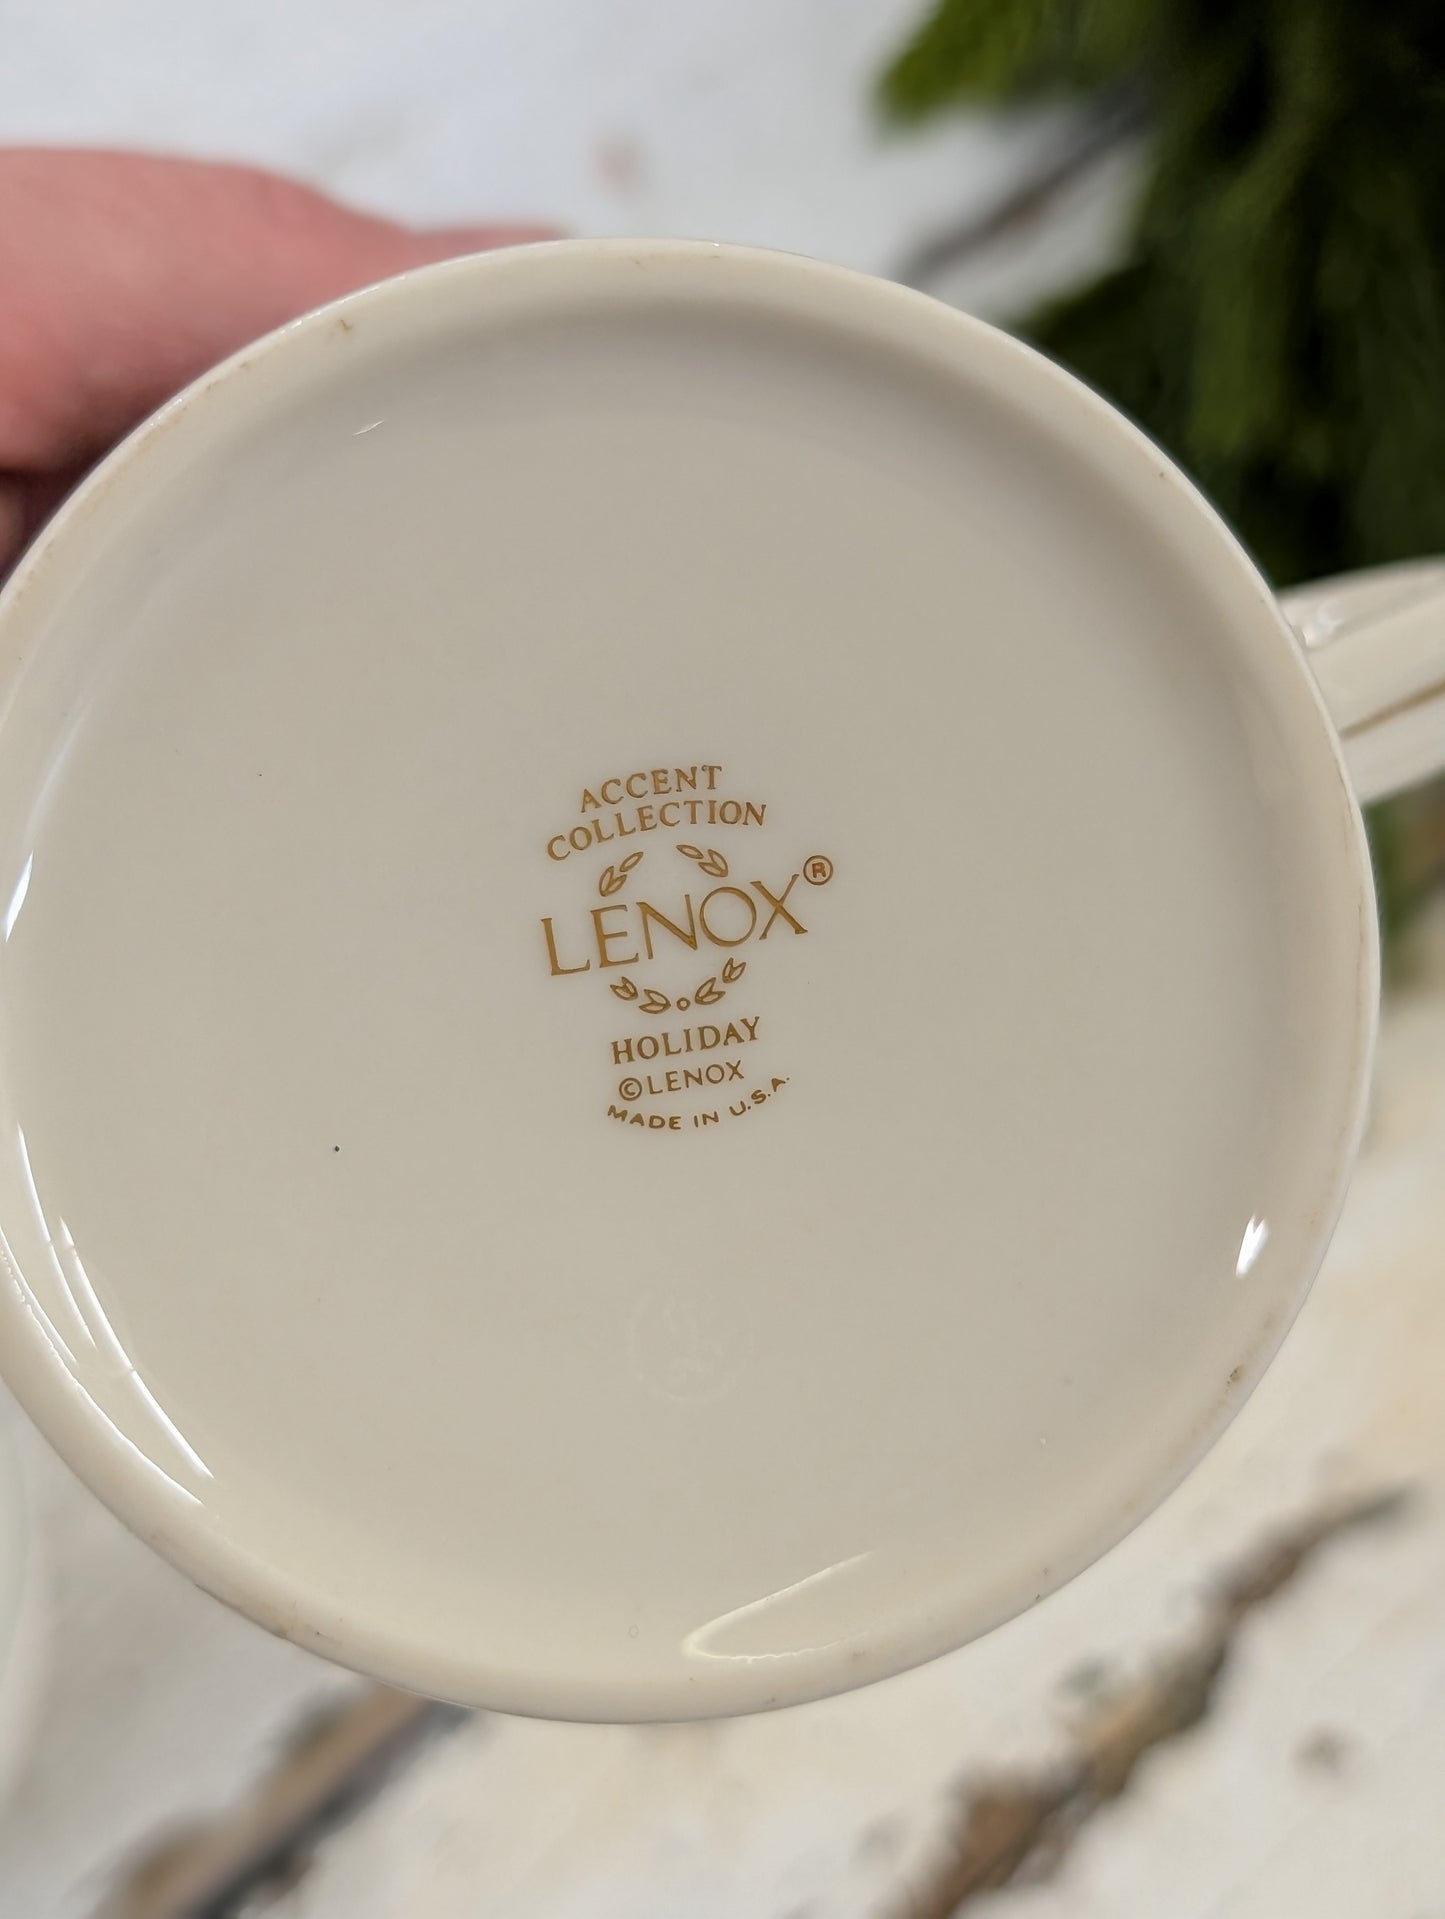 ACCENT
COLLECTION
LENOX®
HOLIDAY
©LENOX
MADE IN U.S.A.